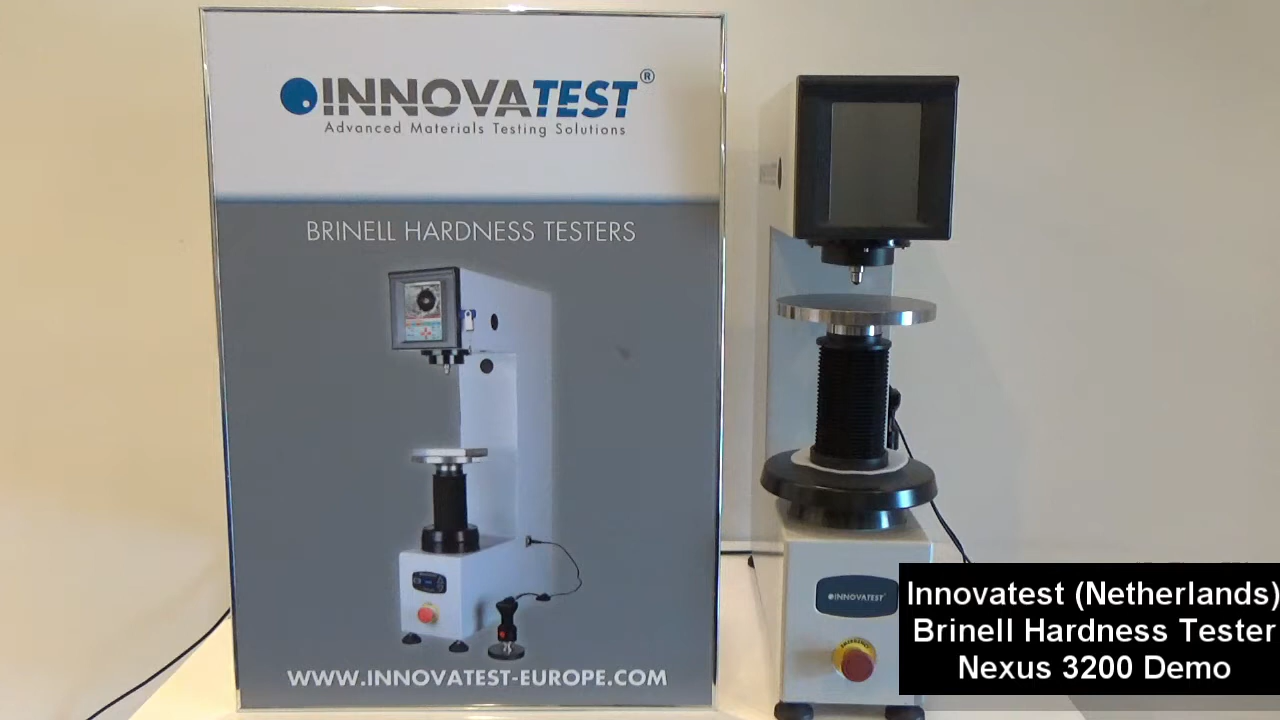 INNOVATEST®
Advanced Materials Testing Solutions
BRINELL HARDNESS TESTERS
WWW.INNOVATEST-EUROPE.COM
INNOVATEST
EMERGENCY
Innovatest (Netherlands)
Brinell Hardness Tester
Nexus 3200 Demo